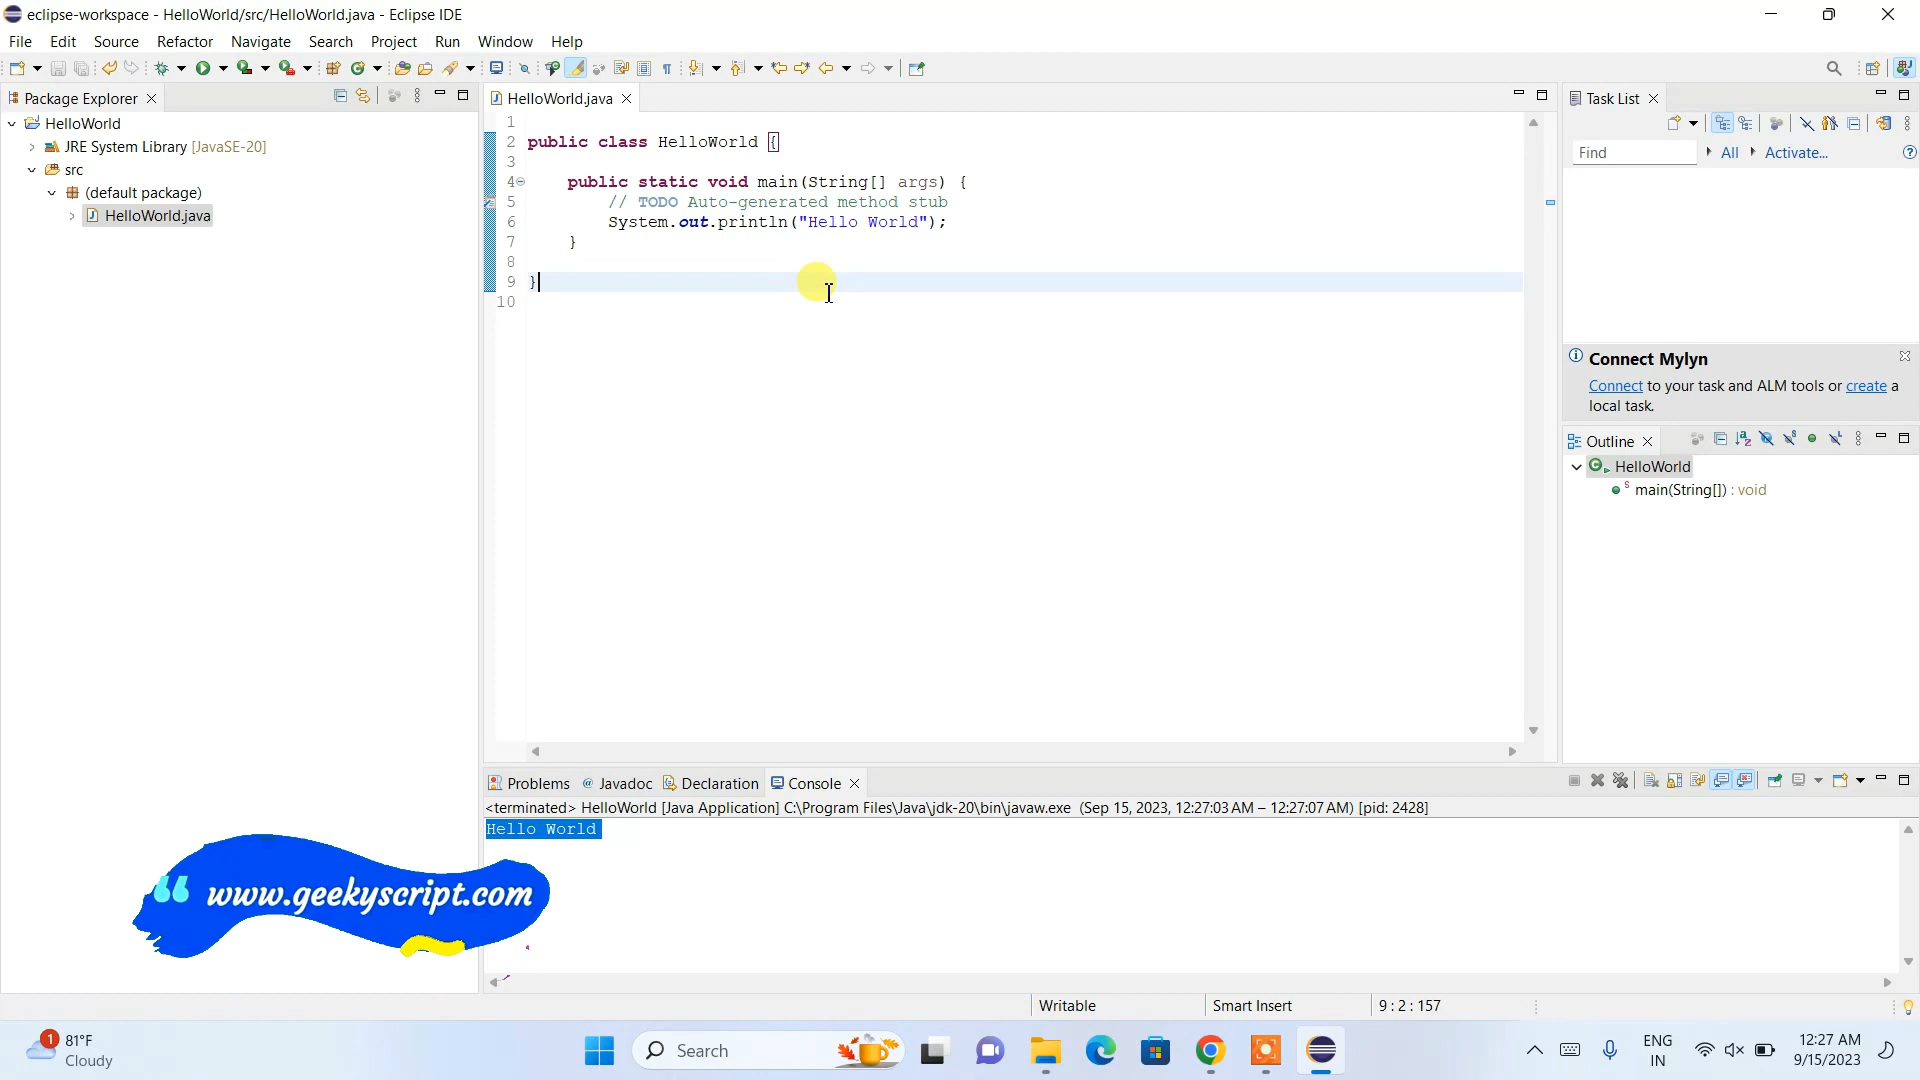 eclipse-workspace - HelloWorld/src/HelloWorld.java - Eclipse IDE
File Edit Source Refactor Navigate Search Project Run Window Help
Package Explorer
HelloWorld
JRE System Library [JavaSE-20]
src
(default package)
HelloWorld.java
HelloWorld.java
1
2 public class HelloWorld {
3
4 public static void main(String[] args) {
5 // TODO Auto-generated method stub
6 System.out.println("Hello World");
7 }
8
9 }
10
Task List
Find All Activate...
Connect Mylyn
Connect to your task and ALM tools or create a
local task.
Outline
HelloWorld
main(String[]) : void
Problems Javadoc Declaration Console
<terminated> HelloWorld [Java Application] C:\Program Files\Java\jdk-20\bin\javaw.exe (Sep 15, 2023, 12:27:03 AM – 12:27:07 AM) [pid: 2428]
Hello World
www.geekyscript.com
Writable Smart Insert 9 : 2 : 157
1
81°F
Cloudy
Search
ENG
IN
12:27 AM
9/15/2023